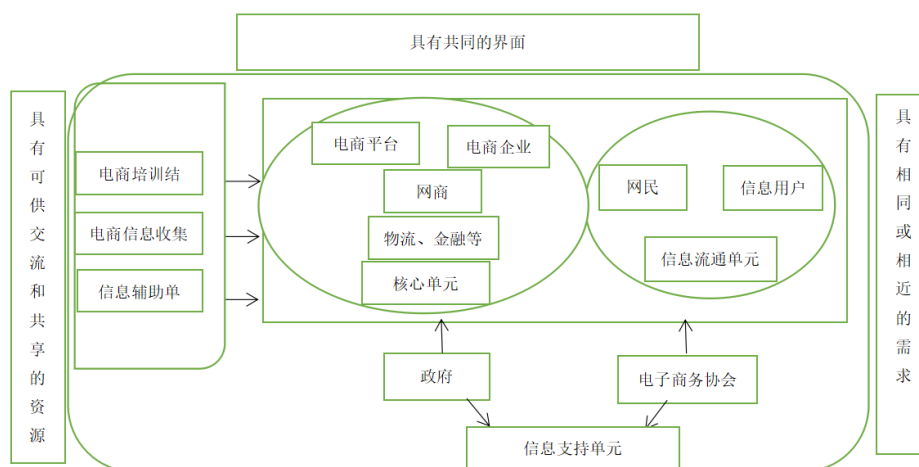 具有共同的界面
具有可供交流和共享的资源
具有相同或相近的需求
电商培训结
电商信息收集
信息辅助单
电商平台
电商企业
网商
物流、金融等
核心单元
网民
信息用户
信息流通单元
政府
电子商务协会
信息支持单元